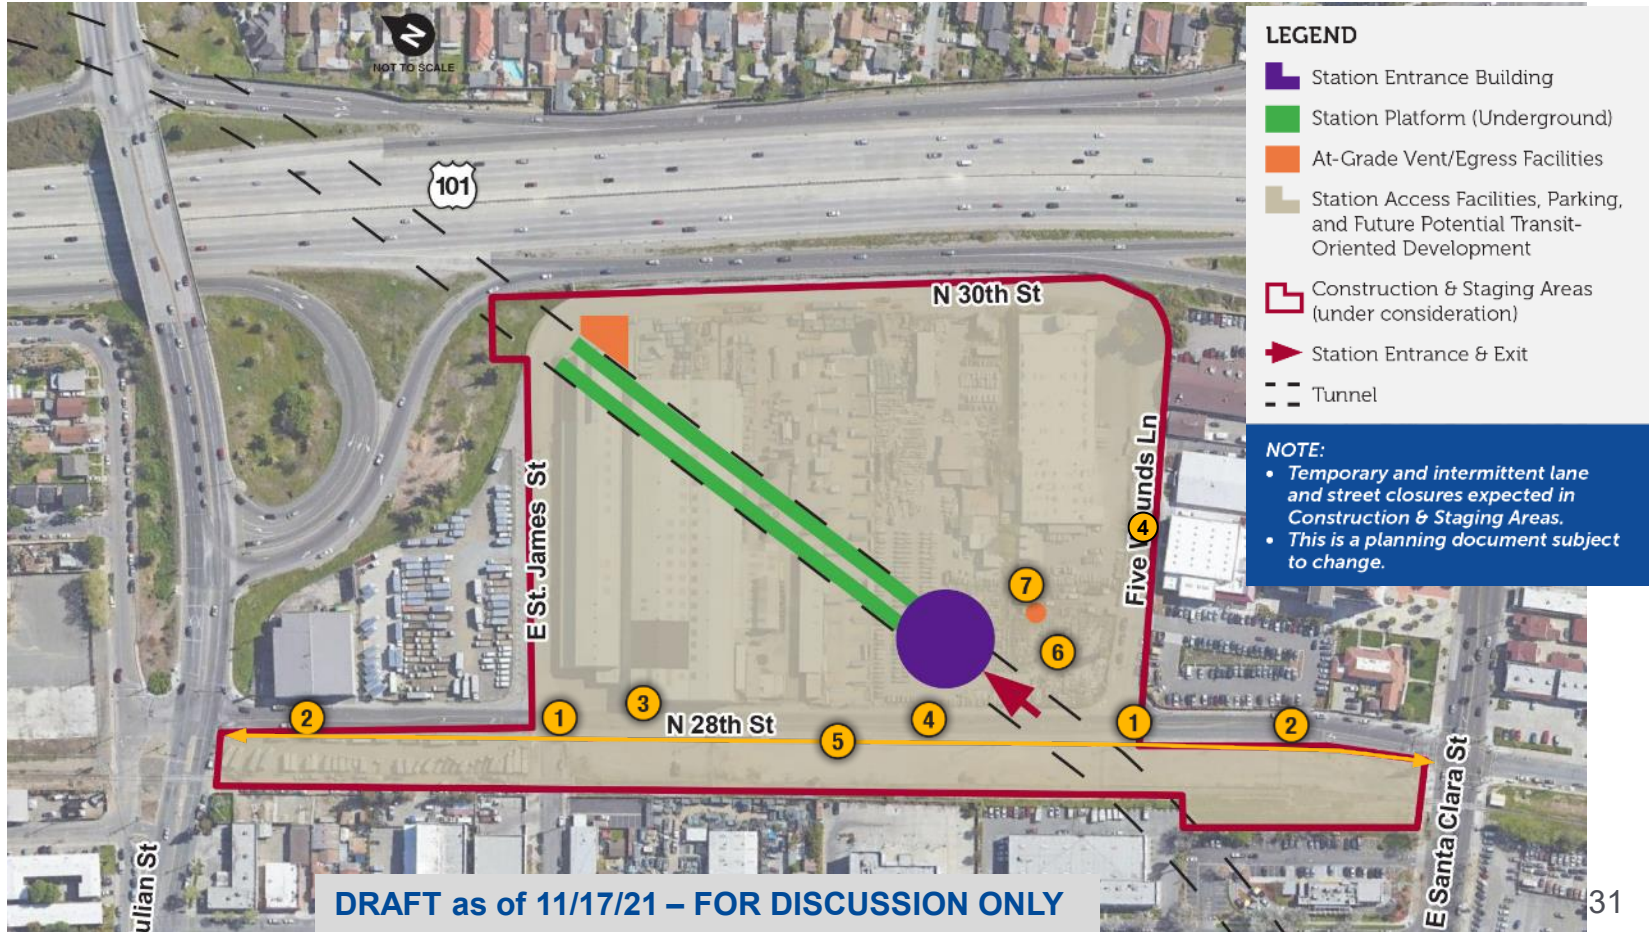 N
NOT TO SCALE
101
N 30th St
E St. James St
Five
unds Ln
4
7
6
2
1
3
N 28th St
5
4
1
2
E Santa Clara St
ulian St
LEGEND
Station Entrance Building
Station Platform (Underground)
At-Grade Vent/Egress Facilities
Station Access Facilities, Parking,
and Future Potential Transit-
Oriented Development
Construction & Staging Areas
(under consideration)
Station Entrance & Exit
Tunnel
NOTE:
• Temporary and intermittent lane
and street closures expected in
Construction & Staging Areas.
• This is a planning document subject
to change.
DRAFT as of 11/17/21 – FOR DISCUSSION ONLY
31